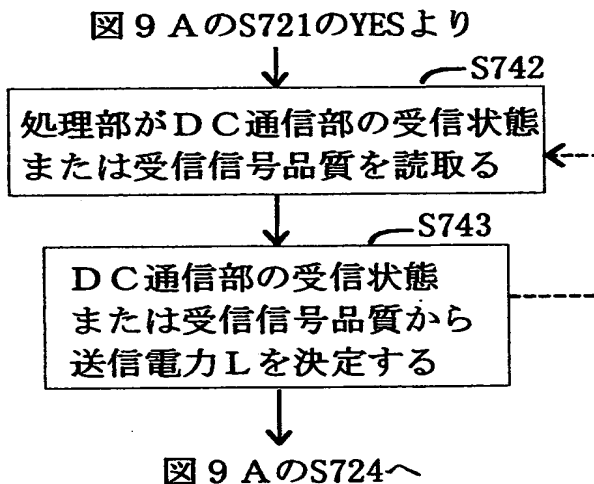 図９ＡのS721のYESより
S742
処理部がＤＣ通信部の受信状態
または受信信号品質を読取る
S743
ＤＣ通信部の受信状態
または受信信号品質から
送信電力Ｌを決定する
図９ＡのS724へ